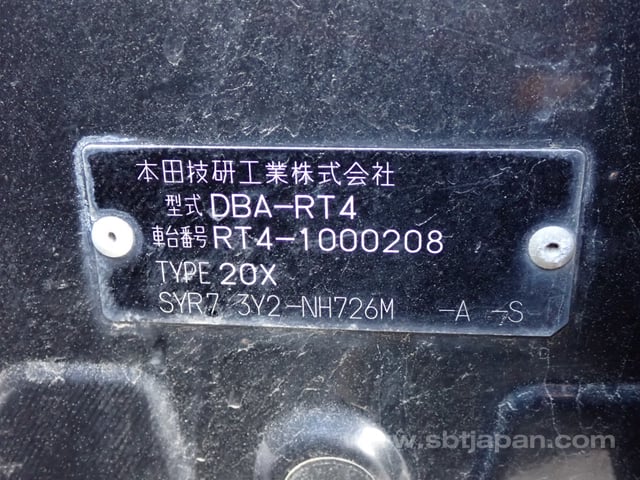 本田技研工業株式会社
型式 DBA-RT4
車台番号 RT4-1000208
TYPE 20X
SYR7 3Y2-NH726M -A -S
www.sbtjapan.com